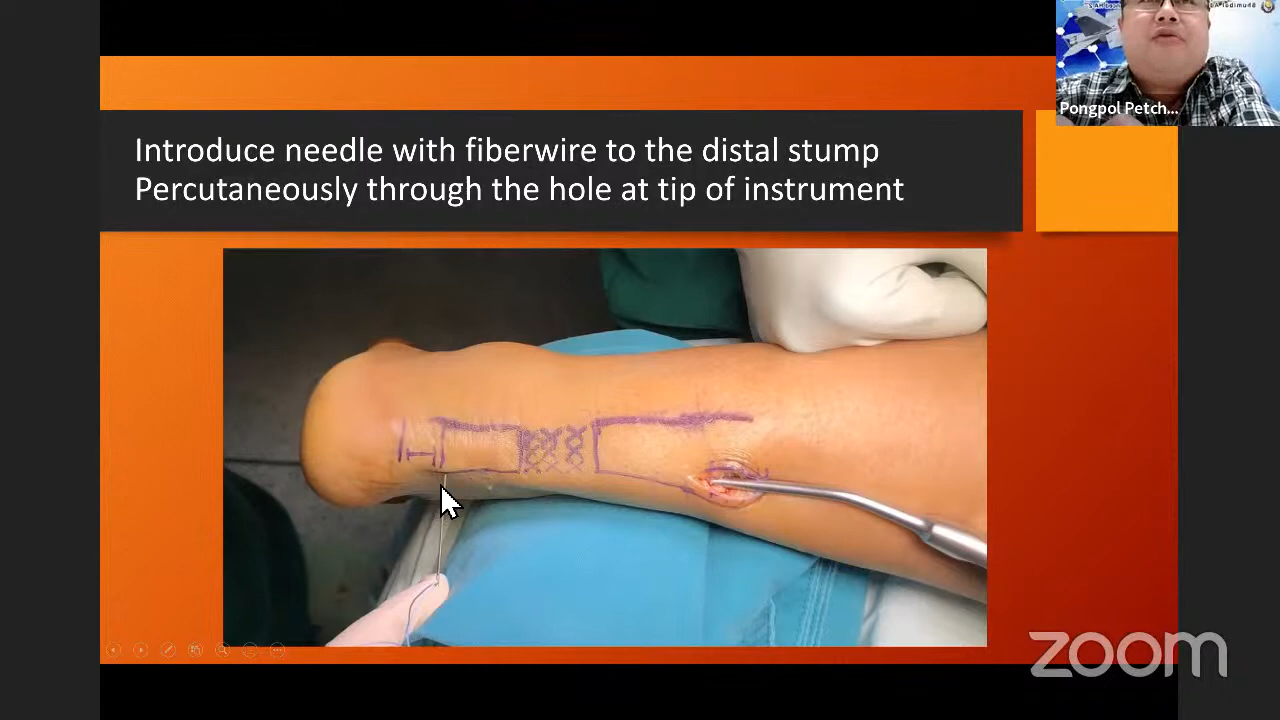 Introduce needle with fiberwire to the distal stump
Percutaneously through the hole at tip of instrument
Pongpol Petch...
zoom